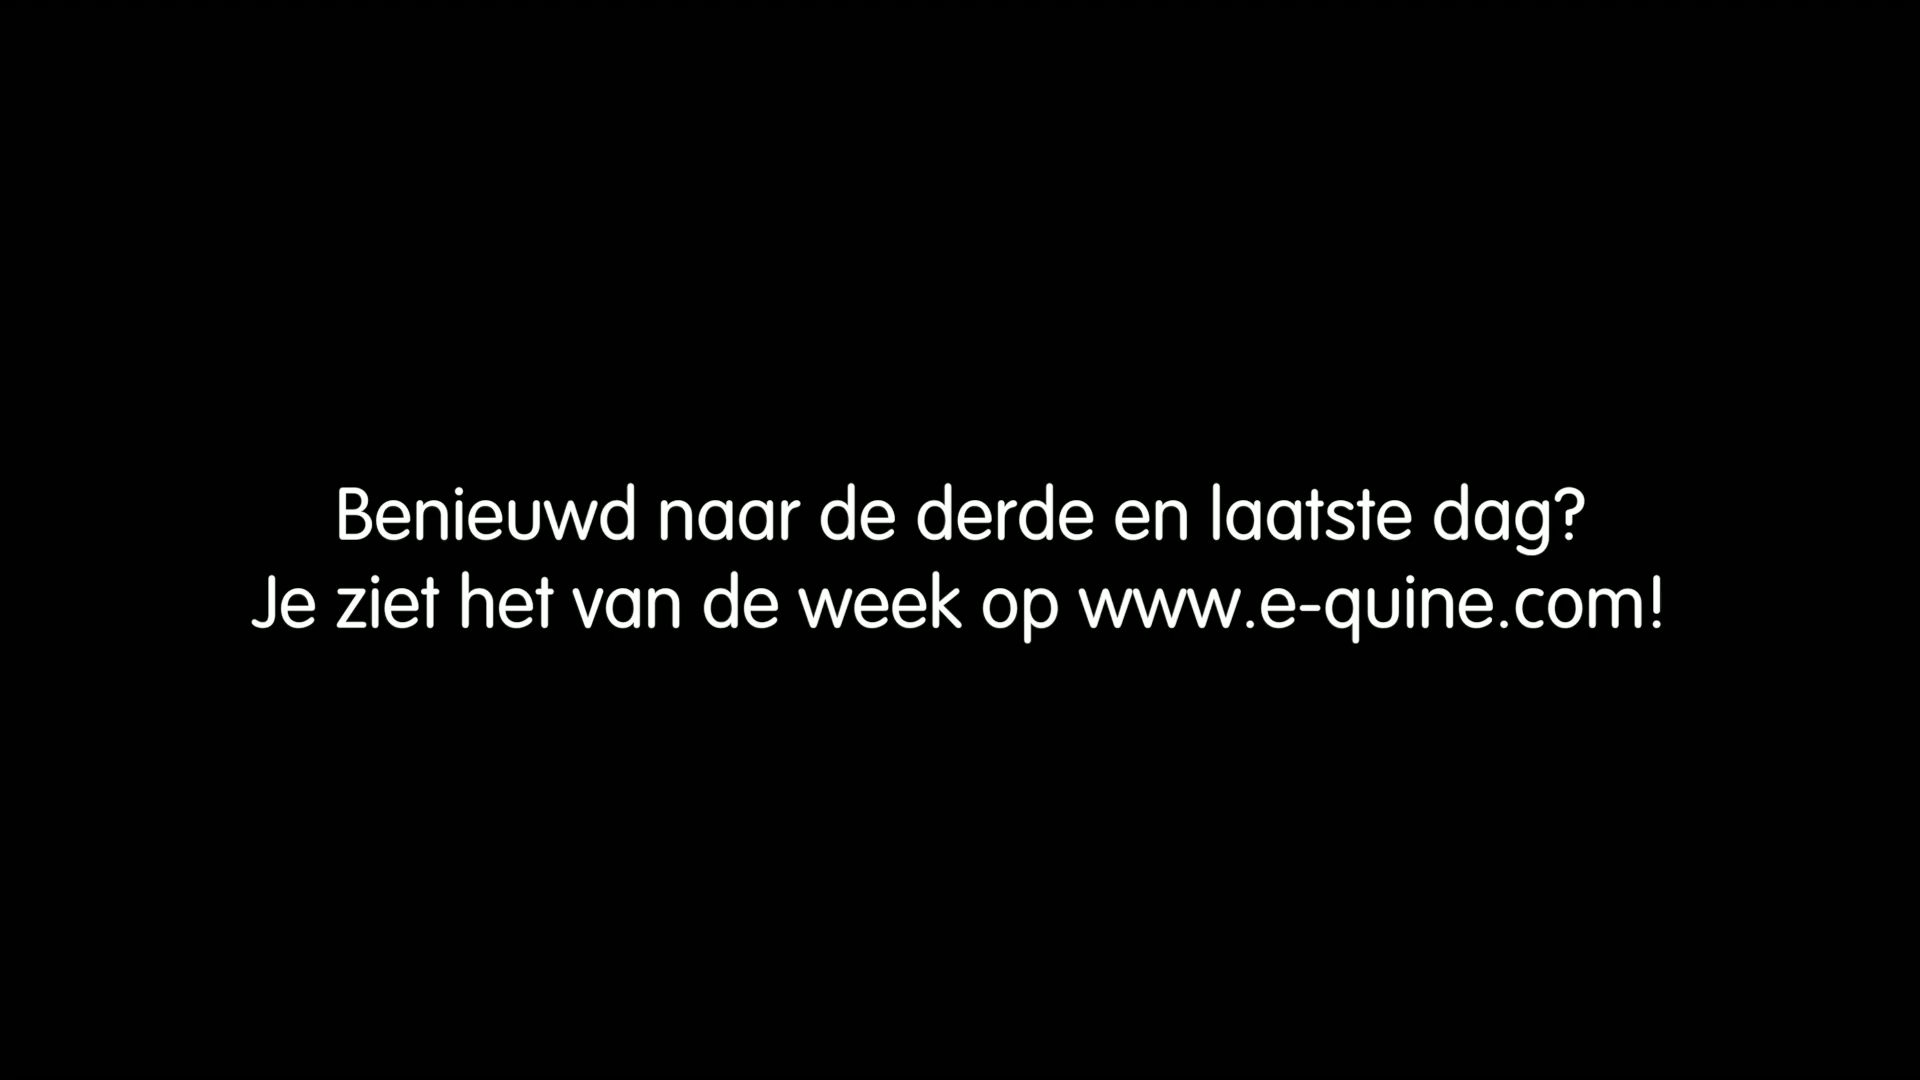 Benieuwd naar de derde en laatste dag?
Je ziet het van de week op www.e-quine.com!